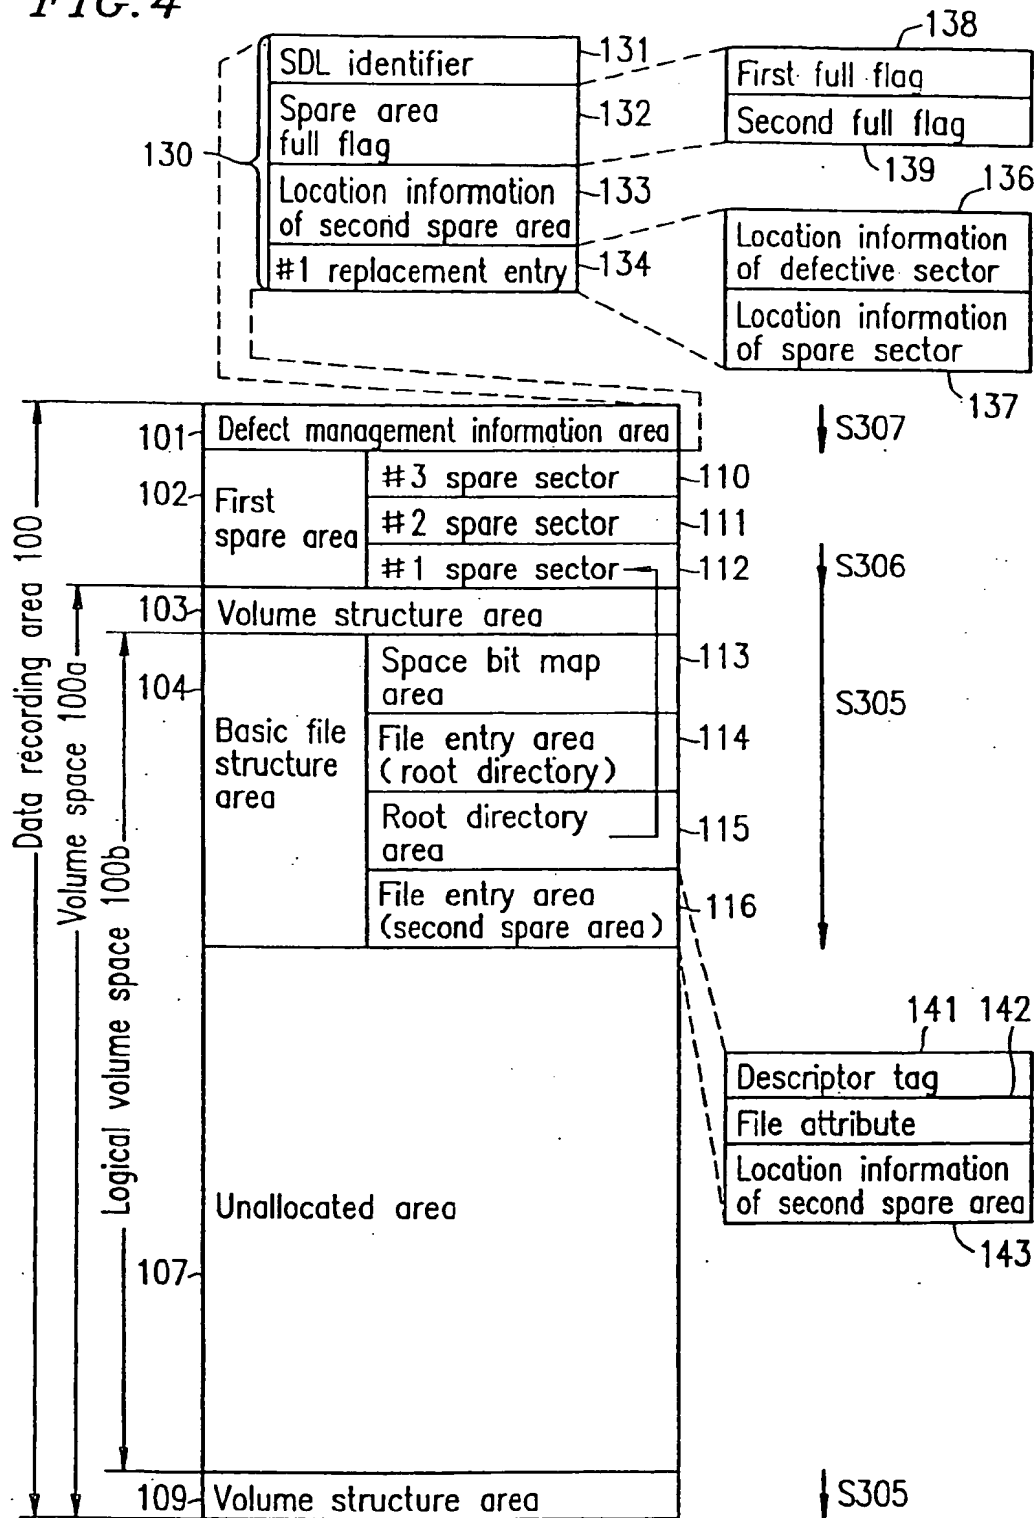 FIG. 4
130
SDL identifier
131
Spare area
full flag
132
Location information
of second spare area
133
#1 replacement entry
134
138
First full flag
Second full flag
139
136
Location information
of defective sector
Location information
of spare sector
137
Data recording area 100
Volume space 100a
Logical volume space 100b
101
Defect management information area
S307
102
First
spare area
#3 spare sector
110
#2 spare sector
111
#1 spare sector
112
S306
103
Volume structure area
104
Basic file
structure
area
Space bit map
area
113
File entry area
(root directory)
114
Root directory
area
115
File entry area
(second spare area)
116
S305
141 142
Descriptor tag
File attribute
Location information
of second spare area
143
Unallocated area
107
109
Volume structure area
S305